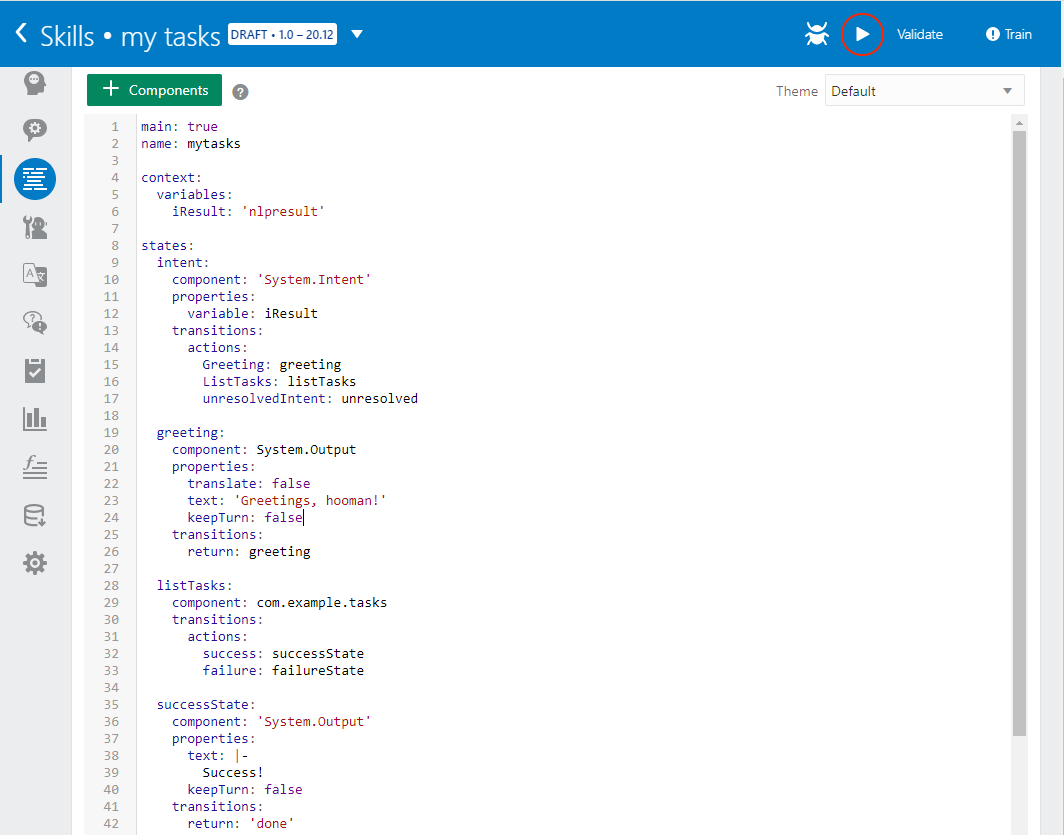 Skills • my tasks DRAFT • 1.0 – 20.12 Validate Train
+ Components ? Theme Default
1 main: true
2 name: mytasks
3
4 context:
5   variables:
6     iResult: 'nlpresult'
7
8 states:
9   intent:
10     component: 'System.Intent'
11     properties:
12       variable: iResult
13     transitions:
14       actions:
15         Greeting: greeting
16         ListTasks: listTasks
17         unresolvedIntent: unresolved
18
19   greeting:
20     component: System.Output
21     properties:
22       translate: false
23       text: 'Greetings, hooman!'
24       keepTurn: false
25     transitions:
26       return: greeting
27
28   listTasks:
29     component: com.example.tasks
30     transitions:
31       actions:
32         success: successState
33         failure: failureState
34
35   successState:
36     component: 'System.Output'
37     properties:
38       text: |-
39         Success!
40       keepTurn: false
41     transitions:
42       return: 'done'